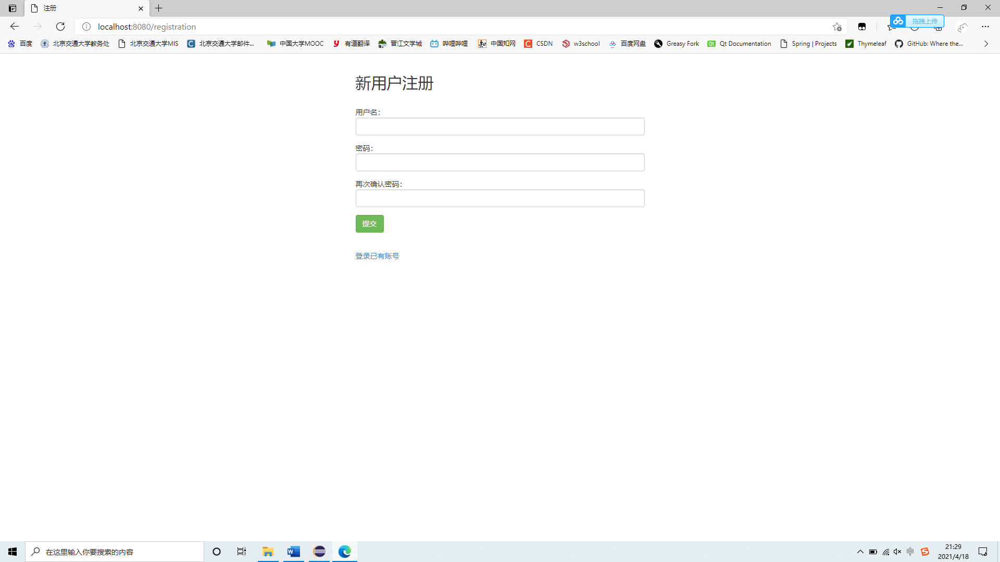 注册
localhost:8080/registration
拖拽上传
百度 北京交通大学教务处 北京交通大学MIS 北京交通大学邮件... 中国大学MOOC 有道翻译 晋江文学城 哔哩哔哩 中国知网 CSDN w3school 百度网盘 Greasy Fork Qt Documentation Spring | Projects Thymeleaf GitHub: Where the...
新用户注册
用户名:
密码:
再次确认密码:
提交
登录已有账号
在这里输入你要搜索的内容
中
21:29
2021/4/18